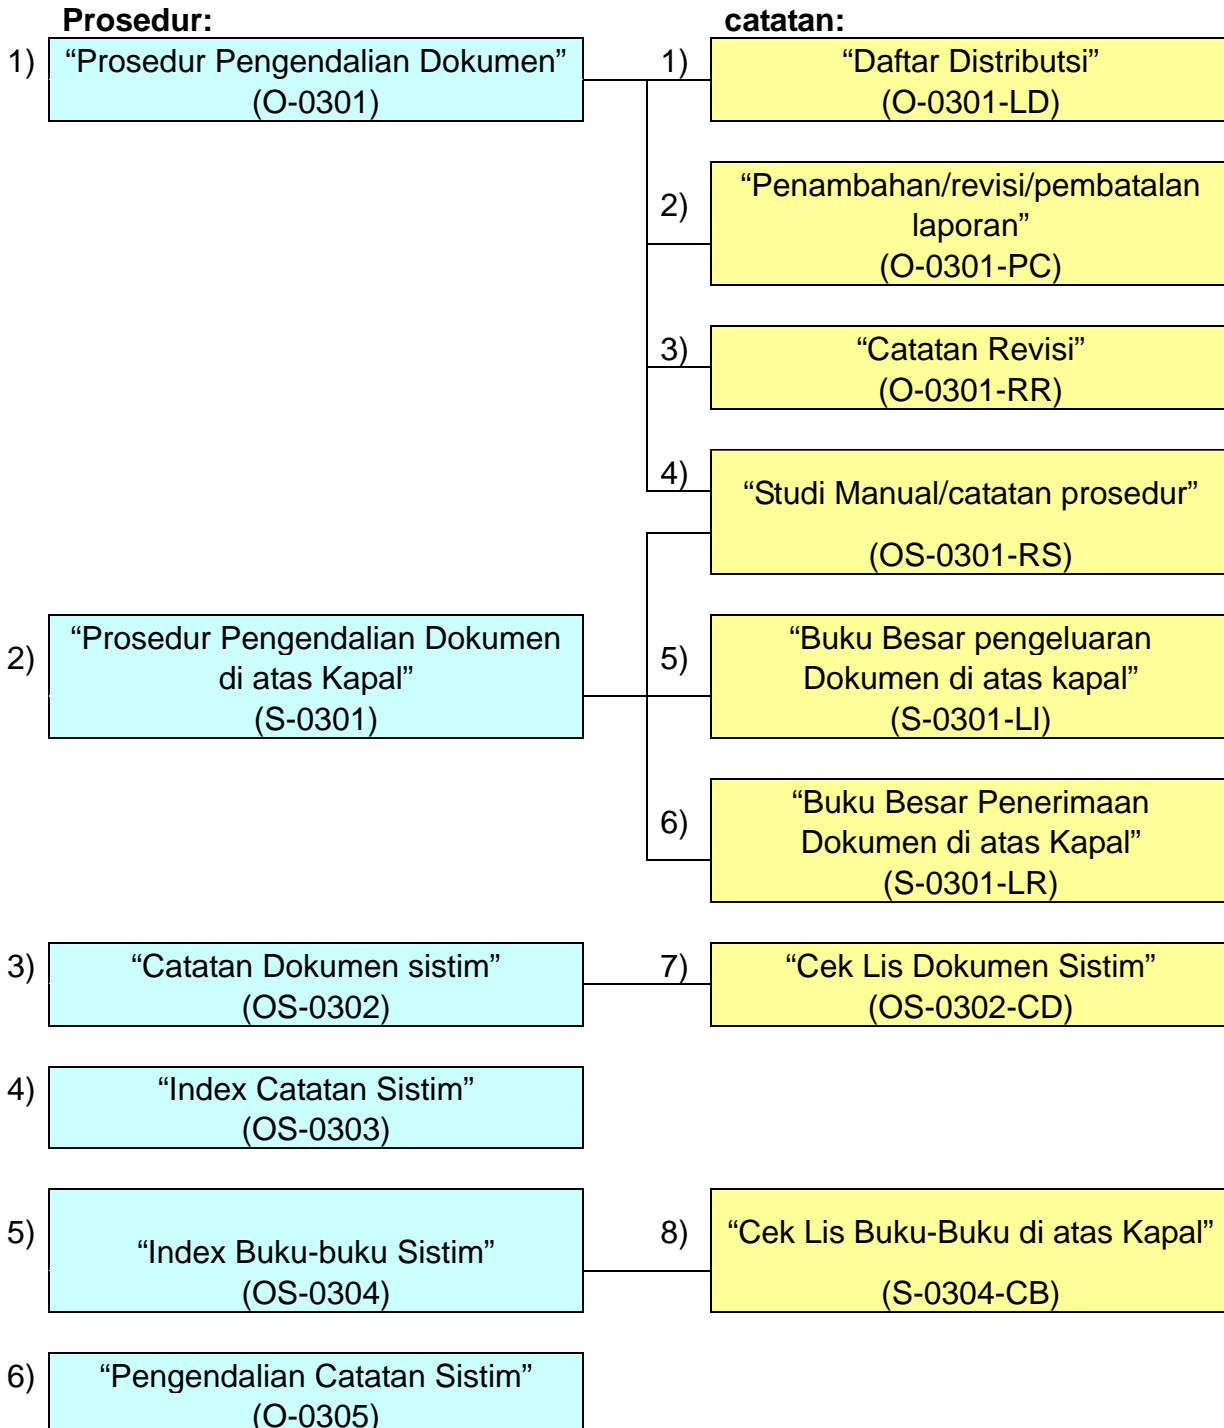 Prosedur:
catatan:
1)
“Prosedur Pengendalian Dokumen”
(O-0301)
1)
“Daftar Distributsi”
(O-0301-LD)
2)
“Penambahan/revisi/pembatalan
laporan”
(O-0301-PC)
3)
“Catatan Revisi”
(O-0301-RR)
4)
“Studi Manual/catatan prosedur”
(OS-0301-RS)
2)
“Prosedur Pengendalian Dokumen
di atas Kapal”
(S-0301)
5)
“Buku Besar pengeluaran
Dokumen di atas kapal”
(S-0301-LI)
6)
“Buku Besar Penerimaan
Dokumen di atas Kapal”
(S-0301-LR)
3)
“Catatan Dokumen sistim”
(OS-0302)
7)
“Cek Lis Dokumen Sistim”
(OS-0302-CD)
4)
“Index Catatan Sistim”
(OS-0303)
5)
“Index Buku-buku Sistim”
(OS-0304)
8)
“Cek Lis Buku-Buku di atas Kapal”
(S-0304-CB)
6)
“Pengendalian Catatan Sistim”
(O-0305)